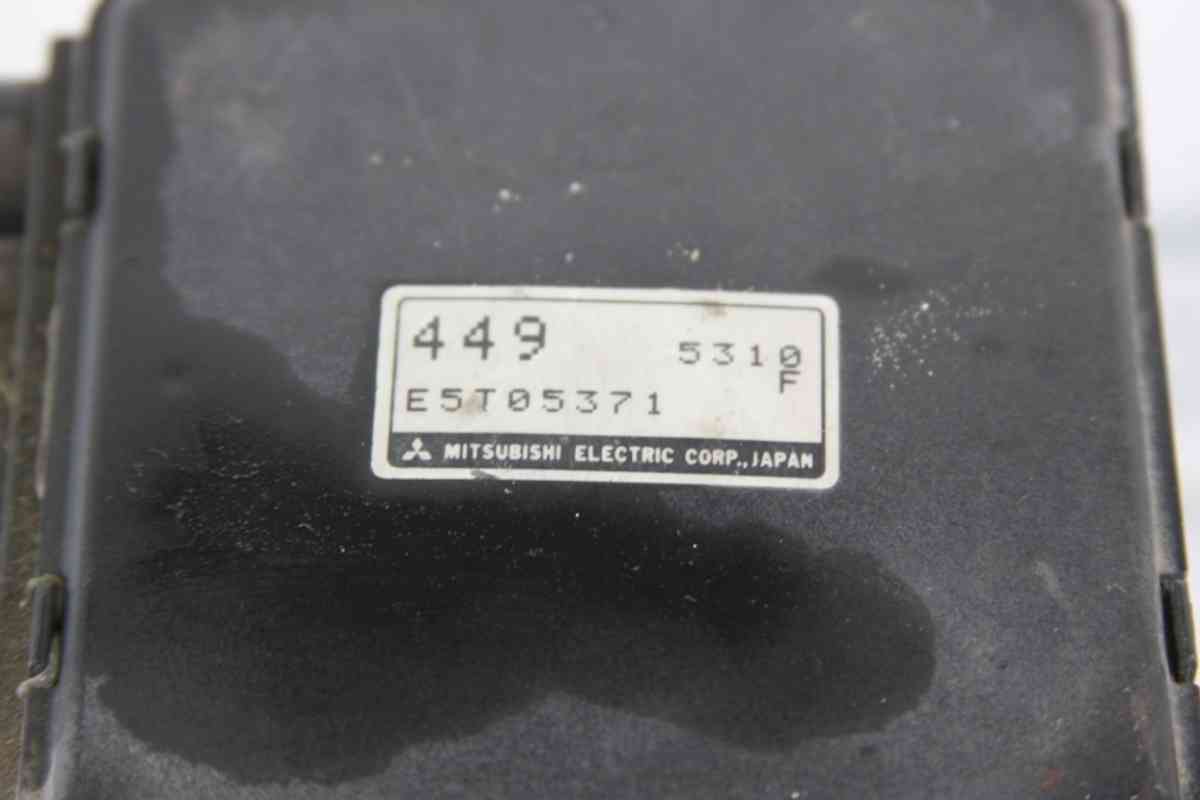 449 5310
F
E5T05371
MITSUBISHI ELECTRIC CORP., JAPAN